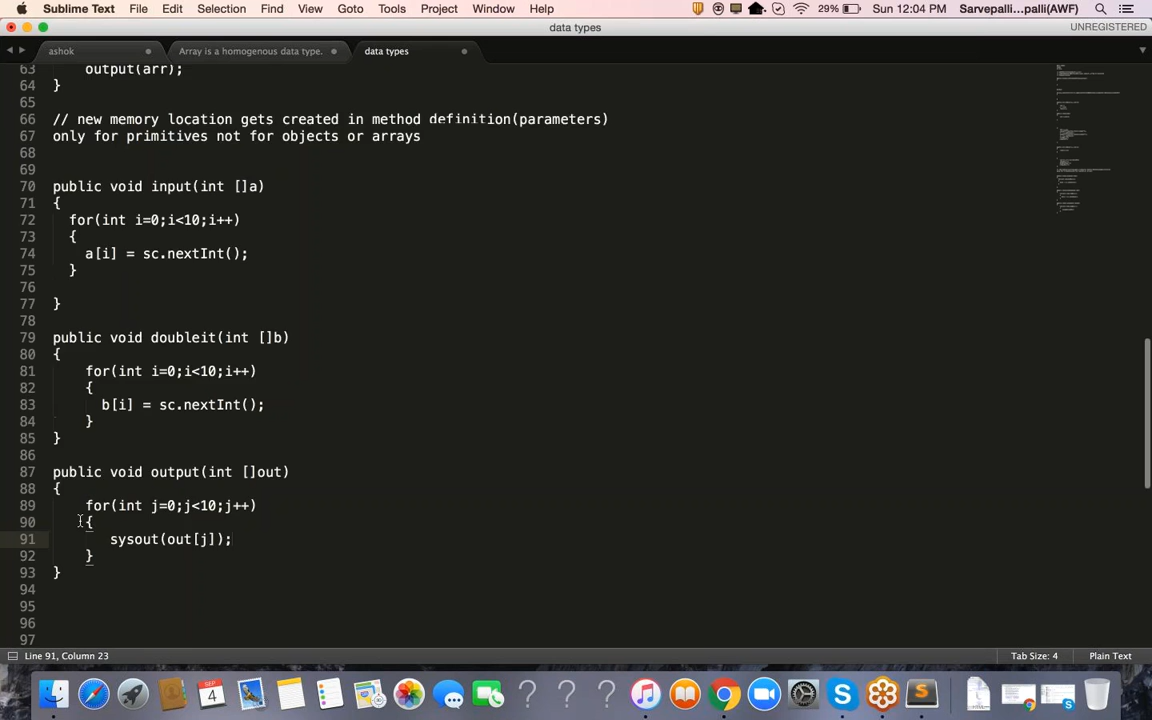 Sublime Text File Edit Selection Find View Goto Tools Project Window Help 29% Sun 12:04 PM Sarvepalli...palli(AWF)
data types UNREGISTERED
ashok Array is a homogenous data type. data types
63 output(arr);
64 }
65
66 // new memory location gets created in method definition(parameters)
67 only for primitives not for objects or arrays
68
69
70 public void input(int []a)
71 {
72 for(int i=0;i<10;i++)
73 {
74 a[i] = sc.nextInt();
75 }
76
77 }
78
79 public void doubleit(int []b)
80 {
81 for(int i=0;i<10;i++)
82 {
83 b[i] = sc.nextInt();
84 }
85 }
86
87 public void output(int []out)
88 {
89 for(int j=0;j<10;j++)
90 {
91 sysout(out[j]);
92 }
93 }
94
95
96
97
Line 91, Column 23 Tab Size: 4 Plain Text
SEP
4